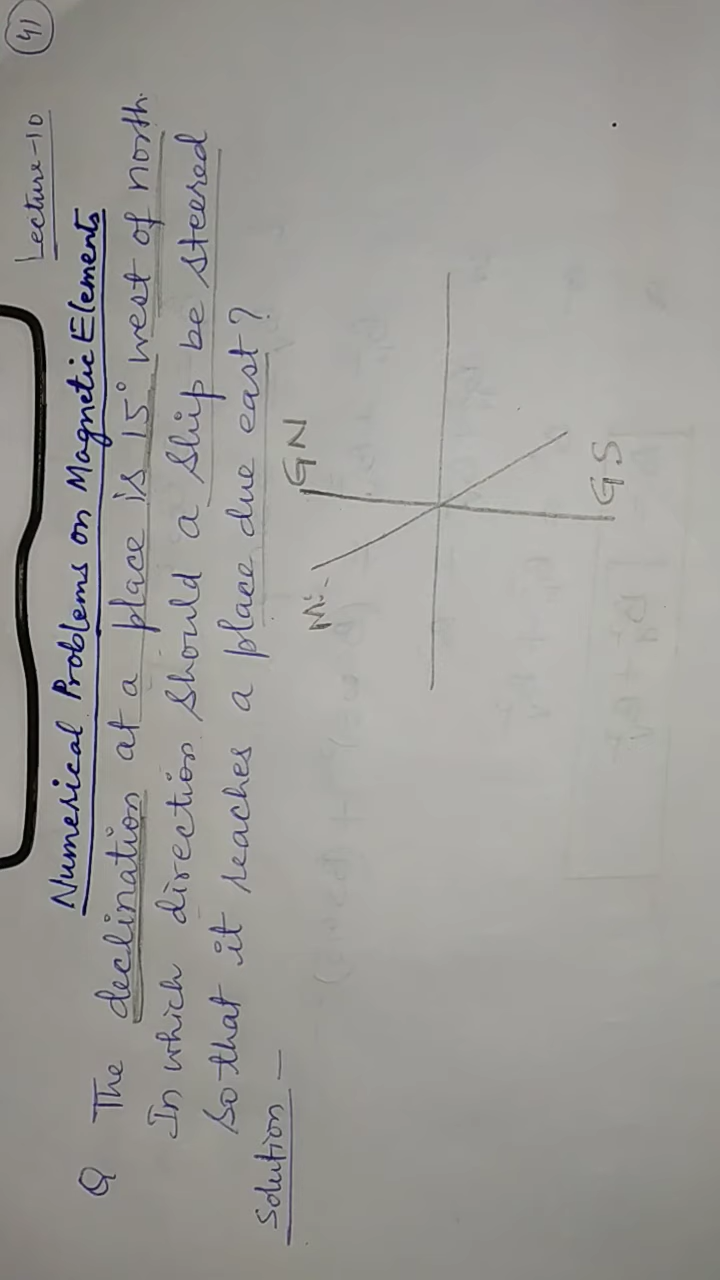 41
Lecture-10
Numerical Problems on Magnetic Elements
Q The declination at a place is 15° west of north.
In which direction should a ship be steered
so that it reaches a place due east?
Solution -
GN
GS